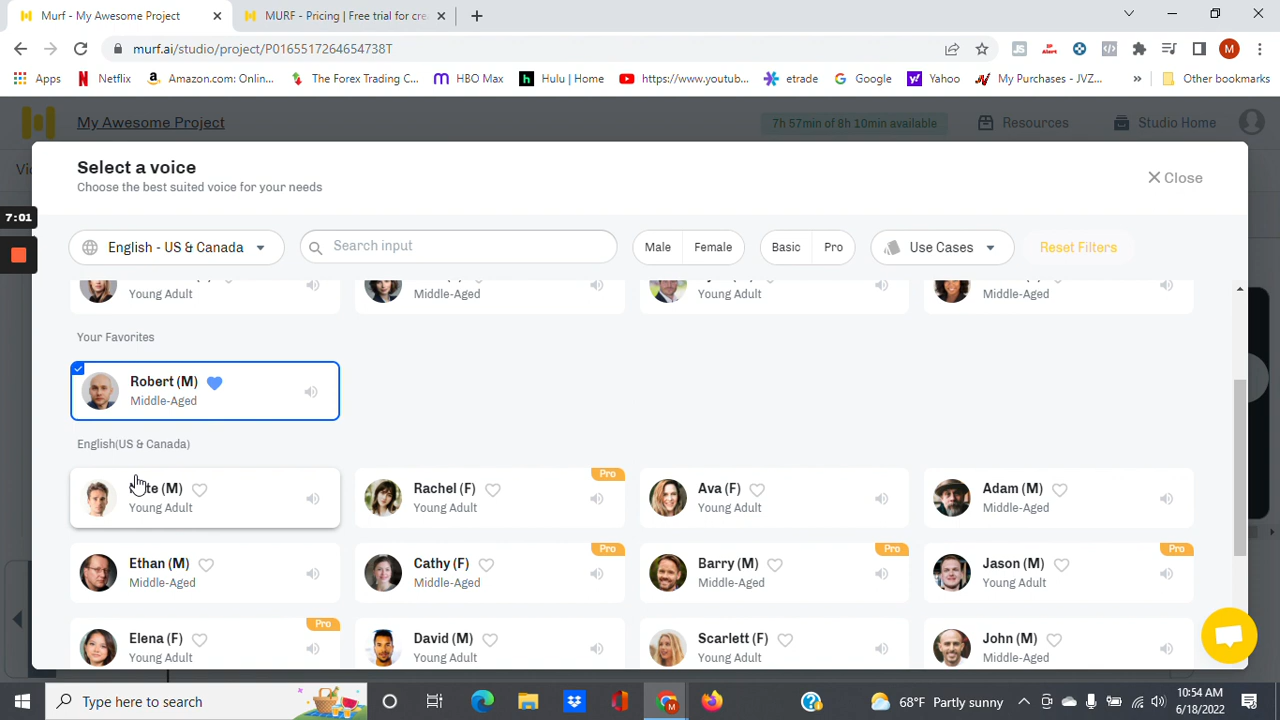 Murf - My Awesome Project
MURF - Pricing | Free trial for cre
murf.ai/studio/project/P0165517264654738T
Apps Netflix Amazon.com: Onlin... The Forex Trading C... HBO Max Hulu | Home https://www.youtub... etrade Google Yahoo My Purchases - JVZ... » Other bookmarks
My Awesome Project
7h 57min of 8h 10min available
Resources
Studio Home
Select a voice
Choose the best suited voice for your needs
Close
7:01
English - US & Canada
Search input
Male Female
Basic Pro
Use Cases
Reset Filters
Young Adult
Middle-Aged
Young Adult
Middle-Aged
Your Favorites
Robert (M)
Middle-Aged
English(US & Canada)
(M)
Young Adult
Pro
Rachel (F)
Young Adult
Ava (F)
Young Adult
Adam (M)
Middle-Aged
Ethan (M)
Middle-Aged
Pro
Cathy (F)
Middle-Aged
Pro
Barry (M)
Middle-Aged
Pro
Jason (M)
Young Adult
Pro
Elena (F)
Young Adult
David (M)
Young Adult
Scarlett (F)
Young Adult
John (M)
Middle-Aged
Type here to search
68°F Partly sunny
10:54 AM
6/18/2022